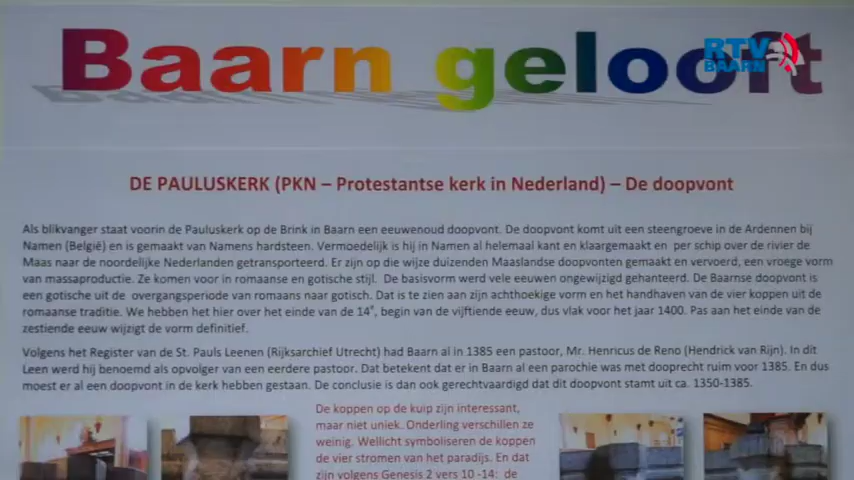 Baarn gelooft
RTV
BAARN
DE PAULUSKERK (PKN – Protestantse kerk in Nederland) – De doopvont
Als blikvanger staat voorin de Pauluskerk op de Brink in Baarn een eeuwenoud doopvont. De doopvont komt uit een steengroeve in de Ardennen bij
Namen (België) en is gemaakt van Namens hardsteen. Vermoedelijk is hij in Namen al helemaal kant en klaargemaakt en per schip over de rivier de
Maas naar de noordelijke Nederlanden getransporteerd. Er zijn op die wijze duizenden Maaslandse doopvonten gemaakt en vervoerd, een vroege vorm
van massaproductie. Ze komen voor in romaanse en gotische stijl. De basisvorm werd vele eeuwen ongewijzigd gehanteerd. De Baarnse doopvont is
een gotische uit de overgangsperiode van romaans naar gotisch. Dat is te zien aan zijn achthoekige vorm en het handhaven van de vier koppen uit de
romaanse traditie. We hebben het hier over het einde van de 14e, begin van de vijftiende eeuw, dus vlak voor het jaar 1400. Pas aan het einde van de
zestiende eeuw wijzigt de vorm definitief.
Volgens het Register van de St. Pauls Leenen (Rijksarchief Utrecht) had Baarn al in 1385 een pastoor, Mr. Henricus de Reno (Hendrick van Rijn). In dit
Leen werd hij benoemd als opvolger van een eerdere pastoor. Dat betekent dat er in Baarn al een parochie was met dooprecht ruim voor 1385. En dus
moest er al een doopvont in de kerk hebben gestaan. De conclusie is dan ook gerechtvaardigd dat dit doopvont stamt uit ca. 1350-1385.
De koppen op de kuip zijn interessant,
maar niet uniek. Onderling verschillen ze
weinig. Wellicht symboliseren de koppen
de vier stromen van het paradijs. En dat
zijn volgens Genesis 2 vers 10 -14: de